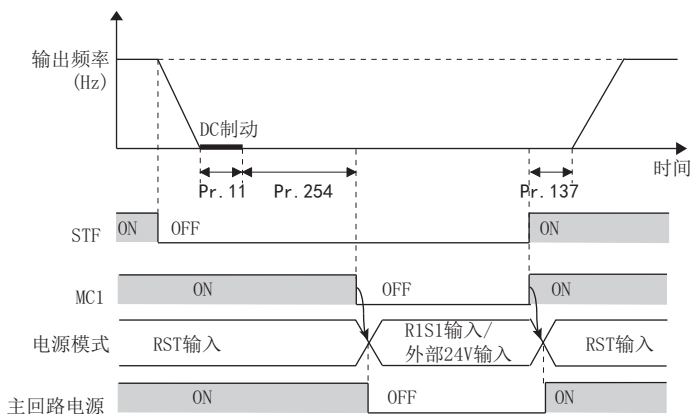 输出频率
(Hz)
DC制动
时间
Pr. 11
Pr. 254
Pr. 137
STF
ON
OFF
ON
MC1
ON
OFF
ON
电源模式
RST输入
R1S1输入/
外部24V输入
RST输入
主回路电源
ON
OFF
ON